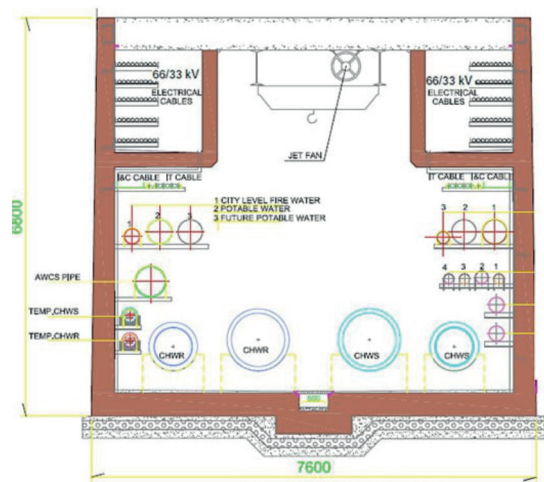 66/33 kV
ELECTRICAL
CABLES
66/33 kV
ELECTRICAL
CABLES
JET FAN
I&C CABLE
IT CABLE
IT CABLE
I&C CABLE
1 CITY LEVEL FIRE WATER
2 POTABLE WATER
3 FUTURE POTABLE WATER
1
2
3
3
2
1
AWCS PIPE
4
3
2
1
TEMP.CHWS
TEMP.CHWR
CHWR
CHWR
CHWS
CHWS
6800
7600